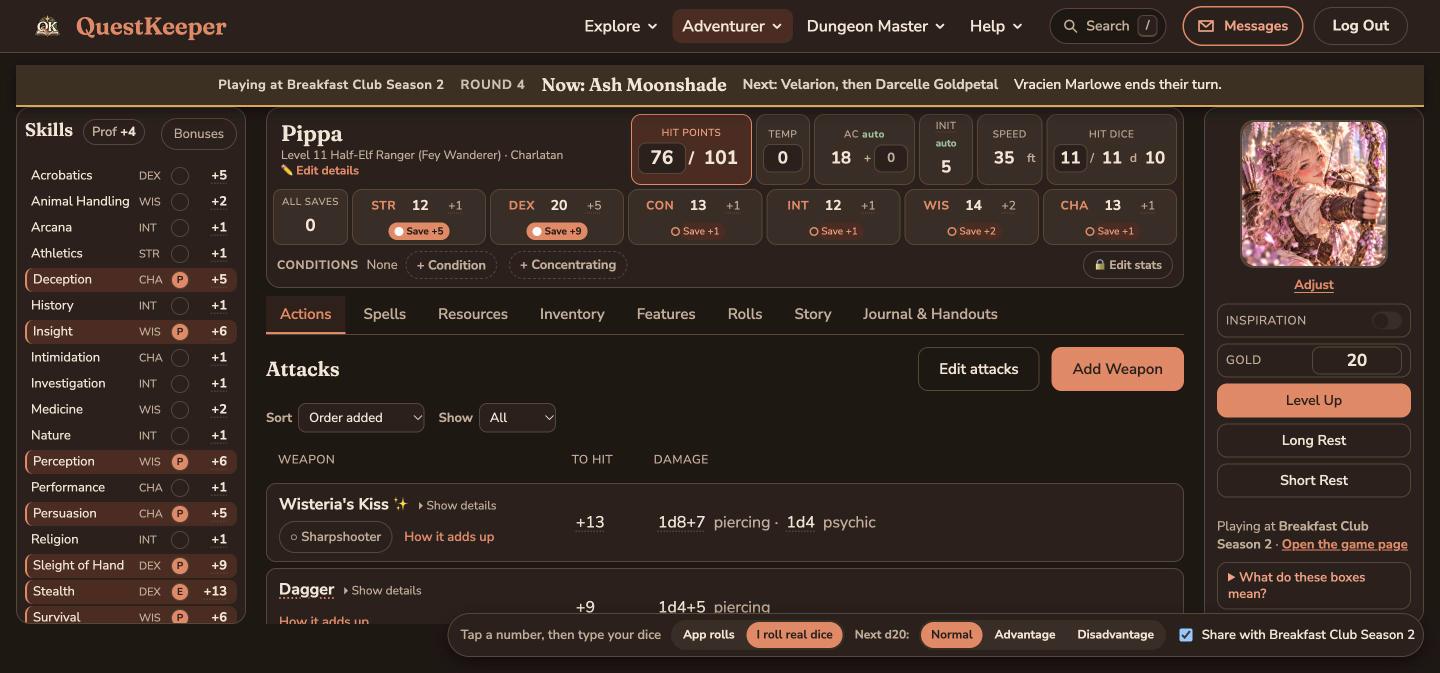 QK QuestKeeper Explore Adventurer Dungeon Master Help Search / Messages Log Out
Playing at Breakfast Club Season 2 ROUND 4 Now: Ash Moonshade Next: Velarion, then Darcelle Goldpetal Vracien Marlowe ends their turn.
Skills Prof +4 Bonuses
Acrobatics DEX +5
Animal Handling WIS +2
Arcana INT +1
Athletics STR +1
Deception CHA P +5
History INT +1
Insight WIS P +6
Intimidation CHA +1
Investigation INT +1
Medicine WIS +2
Nature INT +1
Perception WIS P +6
Performance CHA +1
Persuasion CHA P +5
Religion INT +1
Sleight of Hand DEX P +9
Stealth DEX E +13
Survival WIS P +6
Pippa
Level 11 Half-Elf Ranger (Fey Wanderer) · Charlatan
✏️ Edit details
HIT POINTS
76 / 101
TEMP
0
AC auto
18 + 0
INIT
auto
5
SPEED
35 ft
HIT DICE
11 / 11 d 10
ALL SAVES
0
STR 12 +1
Save +5
DEX 20 +5
Save +9
CON 13 +1
Save +1
INT 12 +1
Save +1
WIS 14 +2
Save +2
CHA 13 +1
Save +1
CONDITIONS None + Condition + Concentrating 🔒 Edit stats
Actions Spells Resources Inventory Features Rolls Story Journal & Handouts
Attacks Edit attacks Add Weapon
Sort Order added Show All
WEAPON TO HIT DAMAGE
Wisteria's Kiss ✨ Show details
Sharpshooter How it adds up
+13 1d8+7 piercing · 1d4 psychic
Dagger Show details
How it adds up
+9 1d4+5 piercing
Adjust
INSPIRATION
GOLD 20
Level Up
Long Rest
Short Rest
Playing at Breakfast Club
Season 2 · Open the game page
▶ What do these boxes
mean?
Tap a number, then type your dice App rolls I roll real dice Next d20: Normal Advantage Disadvantage Share with Breakfast Club Season 2